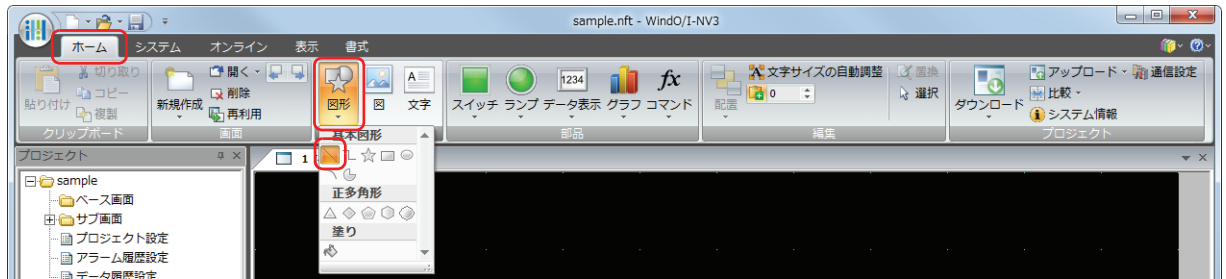 sample.nft - WindO/I-NV3
ホーム システム オンライン 表示 書式
貼り付け 切り取り コピー 複製
新規作成 開く 削除 再利用
図形 図 文字
スイッチ ランプ データ表示 グラフ コマンド
1234
fx
A
配置 文字サイズの自動調整 0 置換 選択
ダウンロード アップロード 比較 システム情報 通信設定
クリップボード 画面 部品 編集 プロジェクト
基本図形
正多角形
塗り
プロジェクト
1
sample
ベース画面
サブ画面
プロジェクト設定
アラーム履歴設定
データ履歴設定